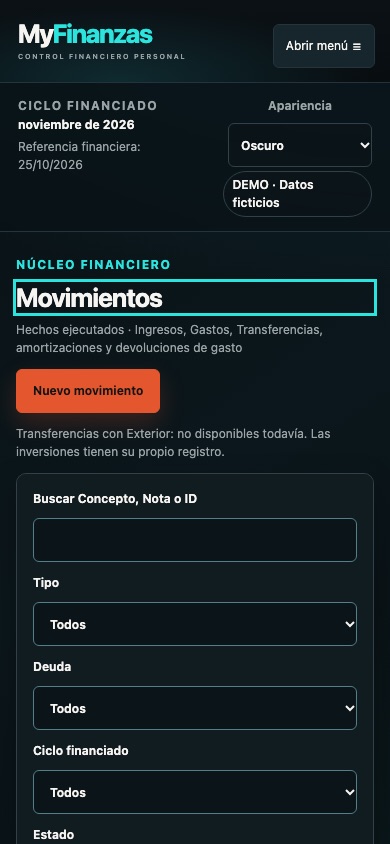 MyFinanzas
CONTROL FINANCIERO PERSONAL
Abrir menú ≡
CICLO FINANCIADO
noviembre de 2026
Referencia financiera:
25/10/2026
Apariencia
Oscuro
DEMO · Datos
ficticios
NÚCLEO FINANCIERO
Movimientos
Hechos ejecutados · Ingresos, Gastos, Transferencias,
amortizaciones y devoluciones de gasto
Nuevo movimiento
Transferencias con Exterior: no disponibles todavía. Las
inversiones tienen su propio registro.
Buscar Concepto, Nota o ID
Tipo
Todos
Deuda
Todos
Ciclo financiado
Todos
Estado